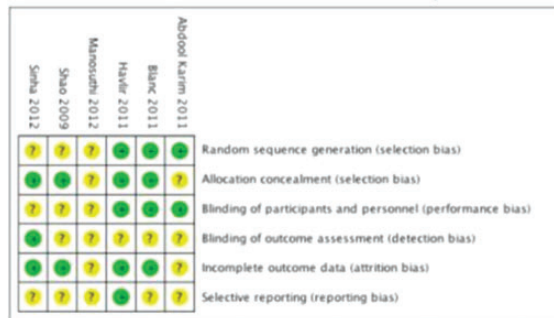 Sinha 2012
Shao 2009
Manosuthi 2012
Havlir 2011
Blanc 2011
Abdool Karim 2011
? ? ? + + + Random sequence generation (selection bias)
+ + ? + + ? Allocation concealment (selection bias)
? ? ? + + + Blinding of participants and personnel (performance bias)
+ ? ? ? ? ? Blinding of outcome assessment (detection bias)
+ + ? + + ? Incomplete outcome data (attrition bias)
? ? ? + ? ? Selective reporting (reporting bias)